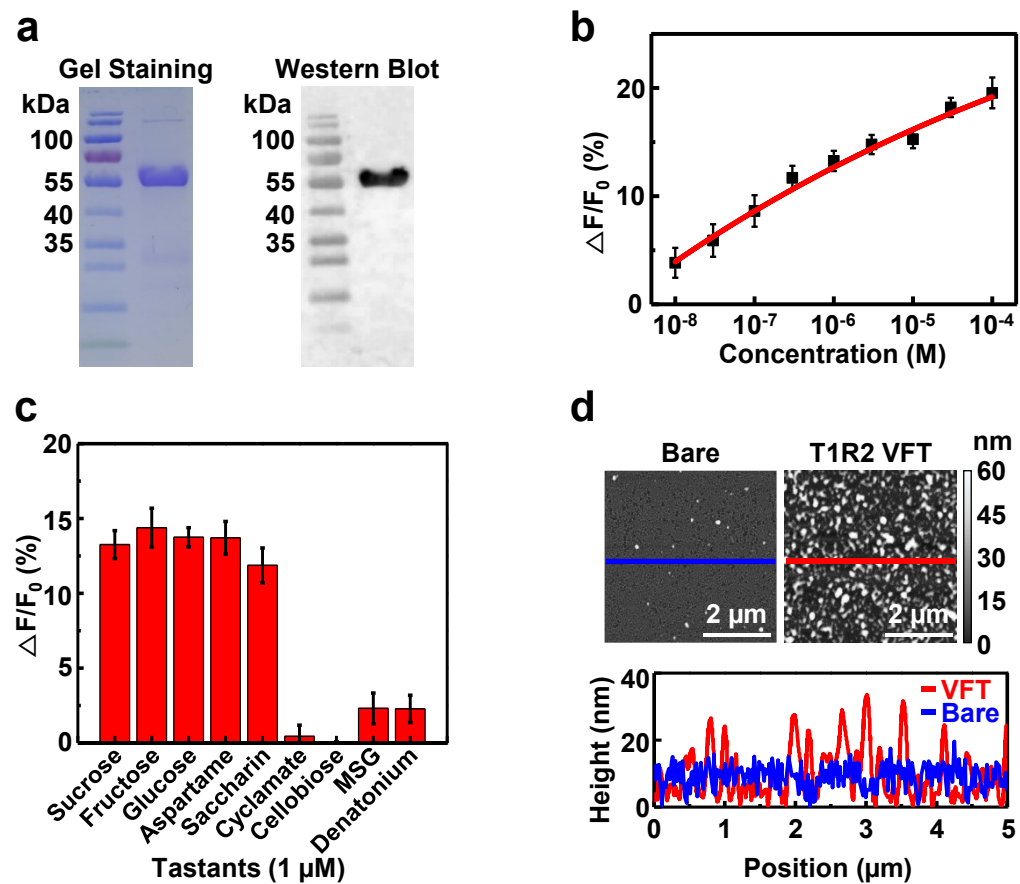 a
Gel Staining
kDa
100
55
40
35
Western Blot
kDa
100
55
40
35
b
△F/F₀ (%)
20
10
0
10⁻⁸ 10⁻⁷ 10⁻⁶ 10⁻⁵ 10⁻⁴
Concentration (M)
c
△F/F₀ (%)
20
15
10
5
0
Sucrose
Fructose
Glucose
Aspartame
Saccharin
Cyclamate
Cellobiose
MSG
Denatonium
Tastants (1 µM)
d
Bare
T1R2 VFT
nm
60
45
30
15
0
2 µm
2 µm
Height (nm)
40
20
0
VFT
Bare
0 1 2 3 4 5
Position (µm)